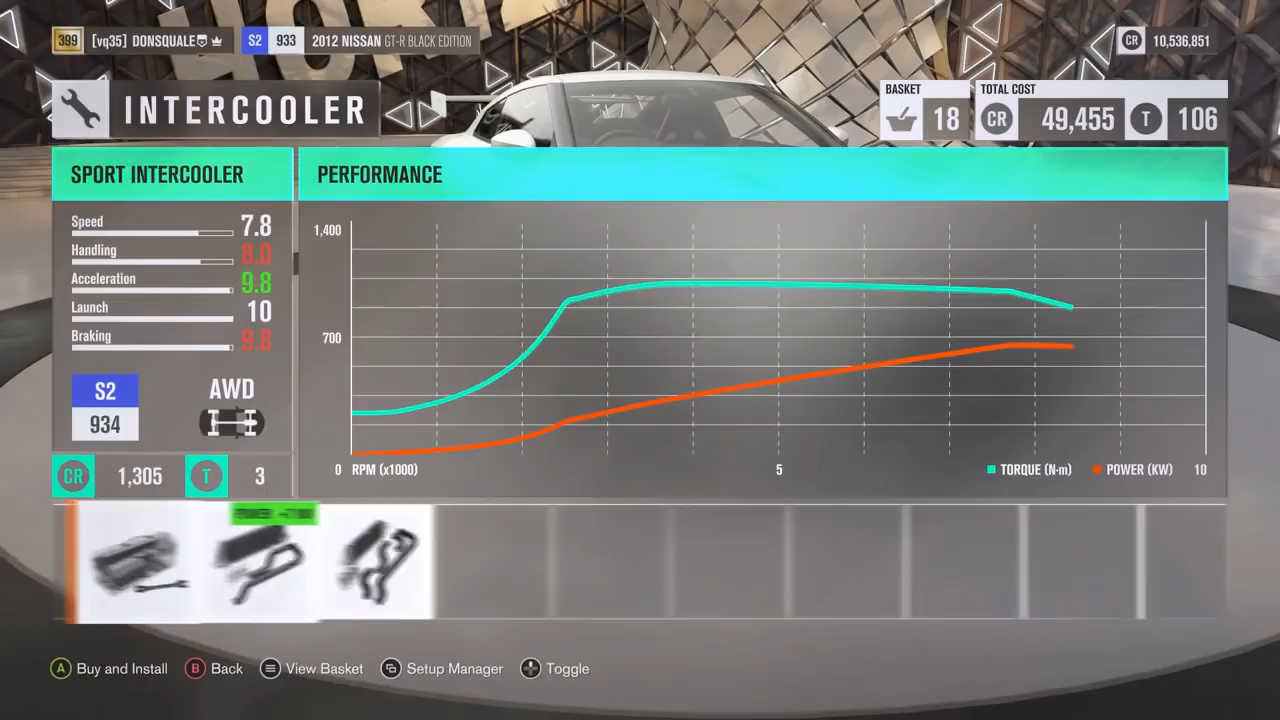 399 [vq35] DONSQUALE S2 933 2012 NISSAN GT-R BLACK EDITION
CR 10,536,851
INTERCOOLER
BASKET TOTAL COST
18 CR 49,455 T 106
SPORT INTERCOOLER
PERFORMANCE
Speed 7.8
Handling 8.0
Acceleration 9.8
Launch 10
Braking 9.8
S2 AWD
934
CR 1,305 T 3
1,400
700
0 RPM (x1000) 5 TORQUE (N·m) POWER (KW) 10
A Buy and Install B Back View Basket Setup Manager Toggle